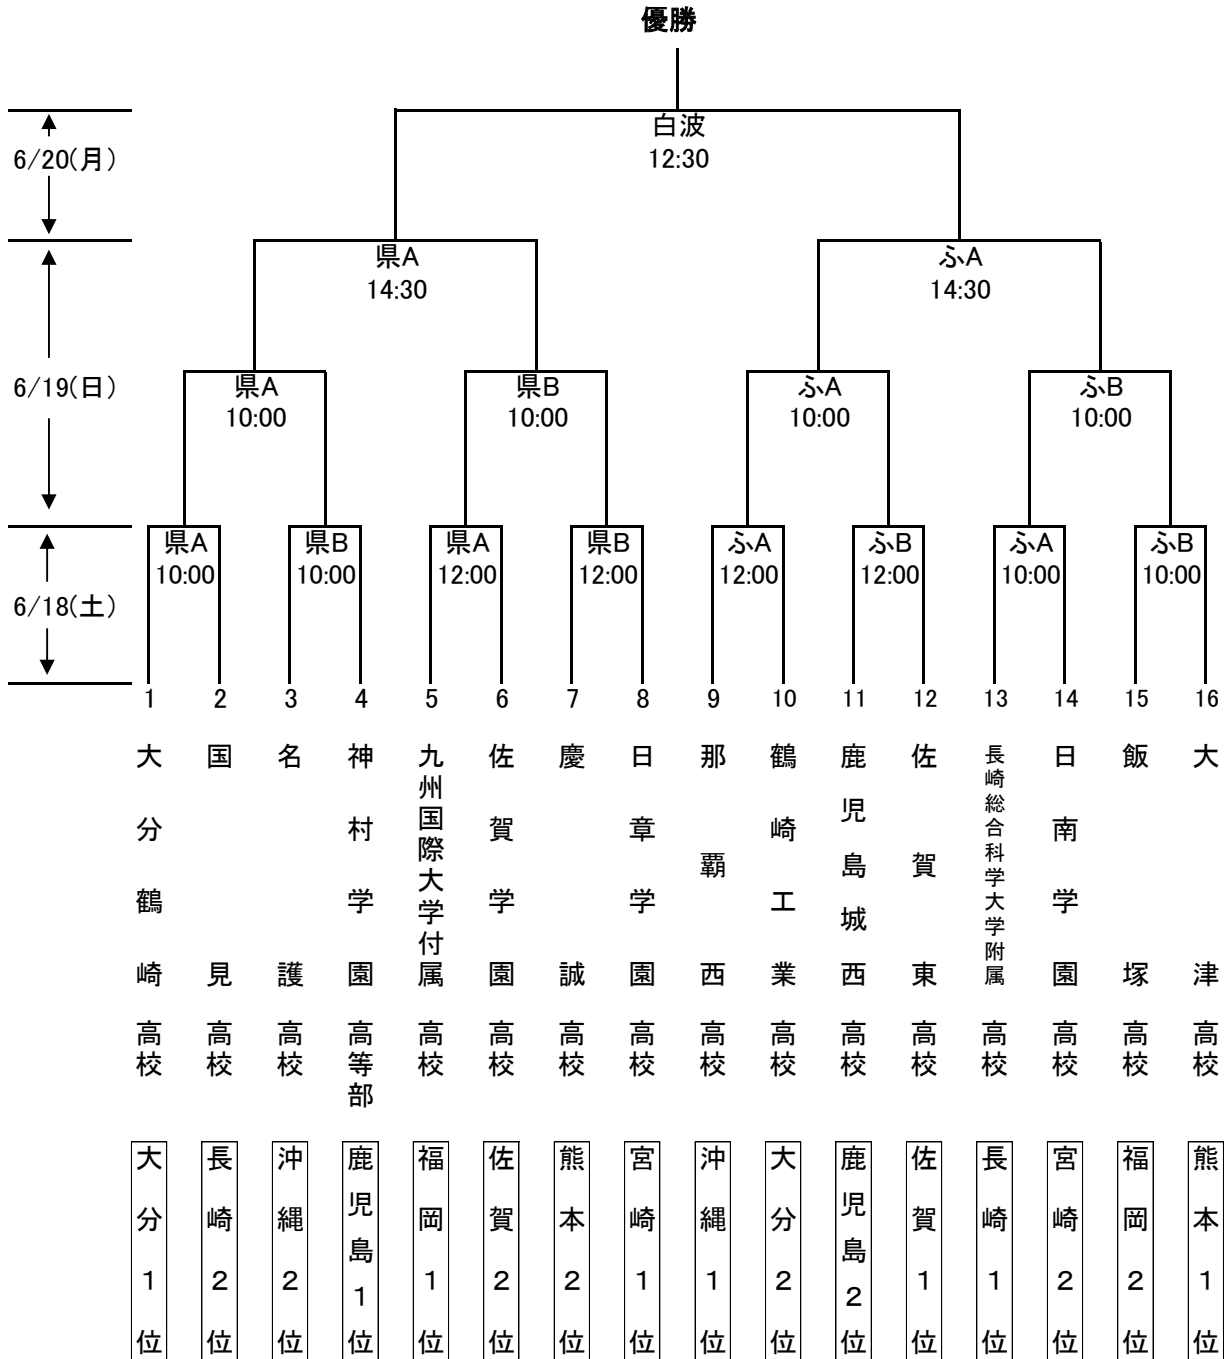 優勝
白波
12:30
6/20(月)
県A
14:30
ふA
14:30
6/19(日)
県A
10:00
県B
10:00
ふA
10:00
ふB
10:00
6/18(土)
県A
10:00
県B
10:00
県A
12:00
県B
12:00
ふA
12:00
ふB
12:00
ふA
10:00
ふB
10:00
1 2 3 4 5 6 7 8 9 10 11 12 13 14 15 16
大分鶴崎高校
国見高校
名護高校
神村学園高等部
九州国際大学付属高校
佐賀学園高校
慶誠高校
日章学園高校
那覇西高校
鶴崎工業高校
鹿児島城西高校
佐賀東高校
長崎総合科学大学附属高校
日南学園高校
飯塚高校
大津高校
大分1位
長崎2位
沖縄2位
鹿児島1位
福岡1位
佐賀2位
熊本2位
宮崎1位
沖縄1位
大分2位
鹿児島2位
佐賀1位
長崎1位
宮崎2位
福岡2位
熊本1位